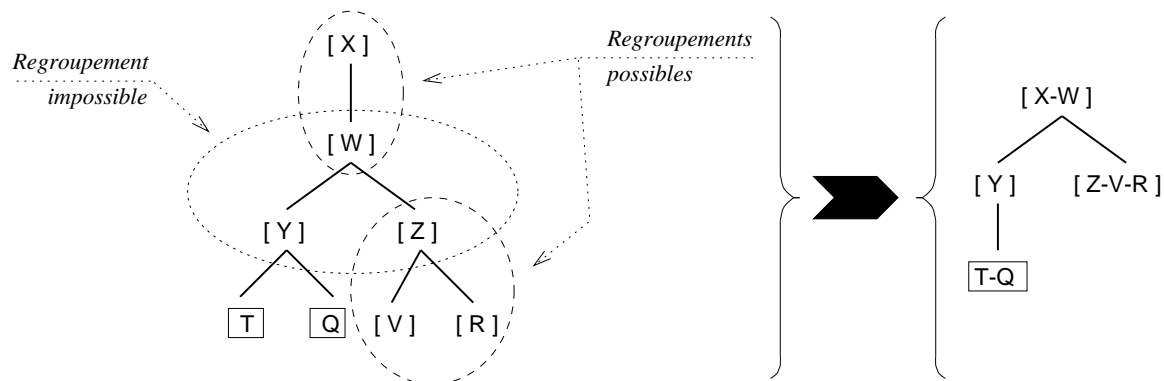 [ X ]
Regroupement
impossible
Regroupements
possibles
[ W ]
[ Y ]
[ Z ]
T
Q
[ V ]
[ R ]
[ X-W ]
[ Y ]
[ Z-V-R ]
T-Q